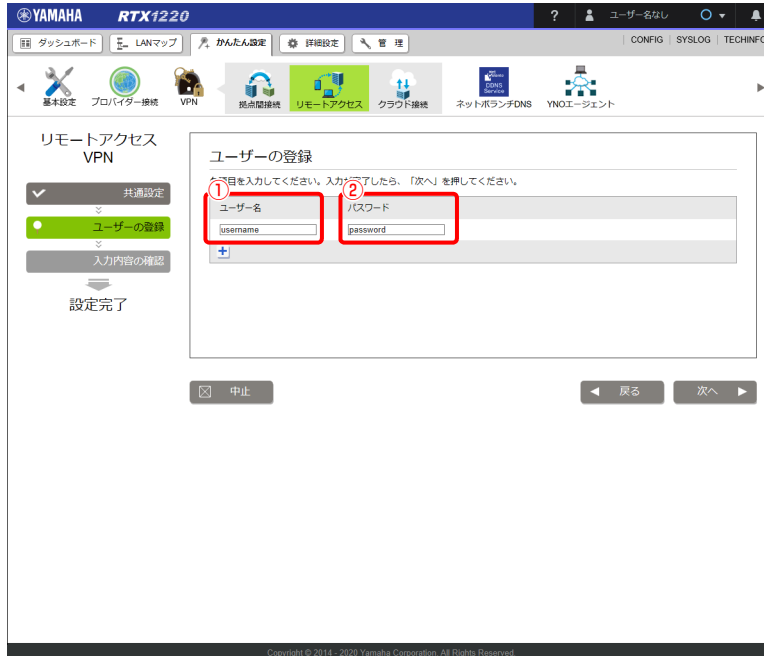 YAMAHA RTX1220 ? ユーザー名なし
ダッシュボード LANマップ かんたん設定 詳細設定 管 理 CONFIG SYSLOG TECHINFO
基本設定 プロバイダー接続 VPN 拠点間接続 リモートアクセス クラウド接続 DDNS Service ネットボランチDNS YNOエージェント
リモートアクセス
VPN
共通設定
ユーザーの登録
入力内容の確認
設定完了
ユーザーの登録
項目を入力してください。入力が完了したら、「次へ」を押してください。
① ②
ユーザー名 パスワード
username password
中止 戻る 次へ
Copyright © 2014 - 2020 Yamaha Corporation. All Rights Reserved.